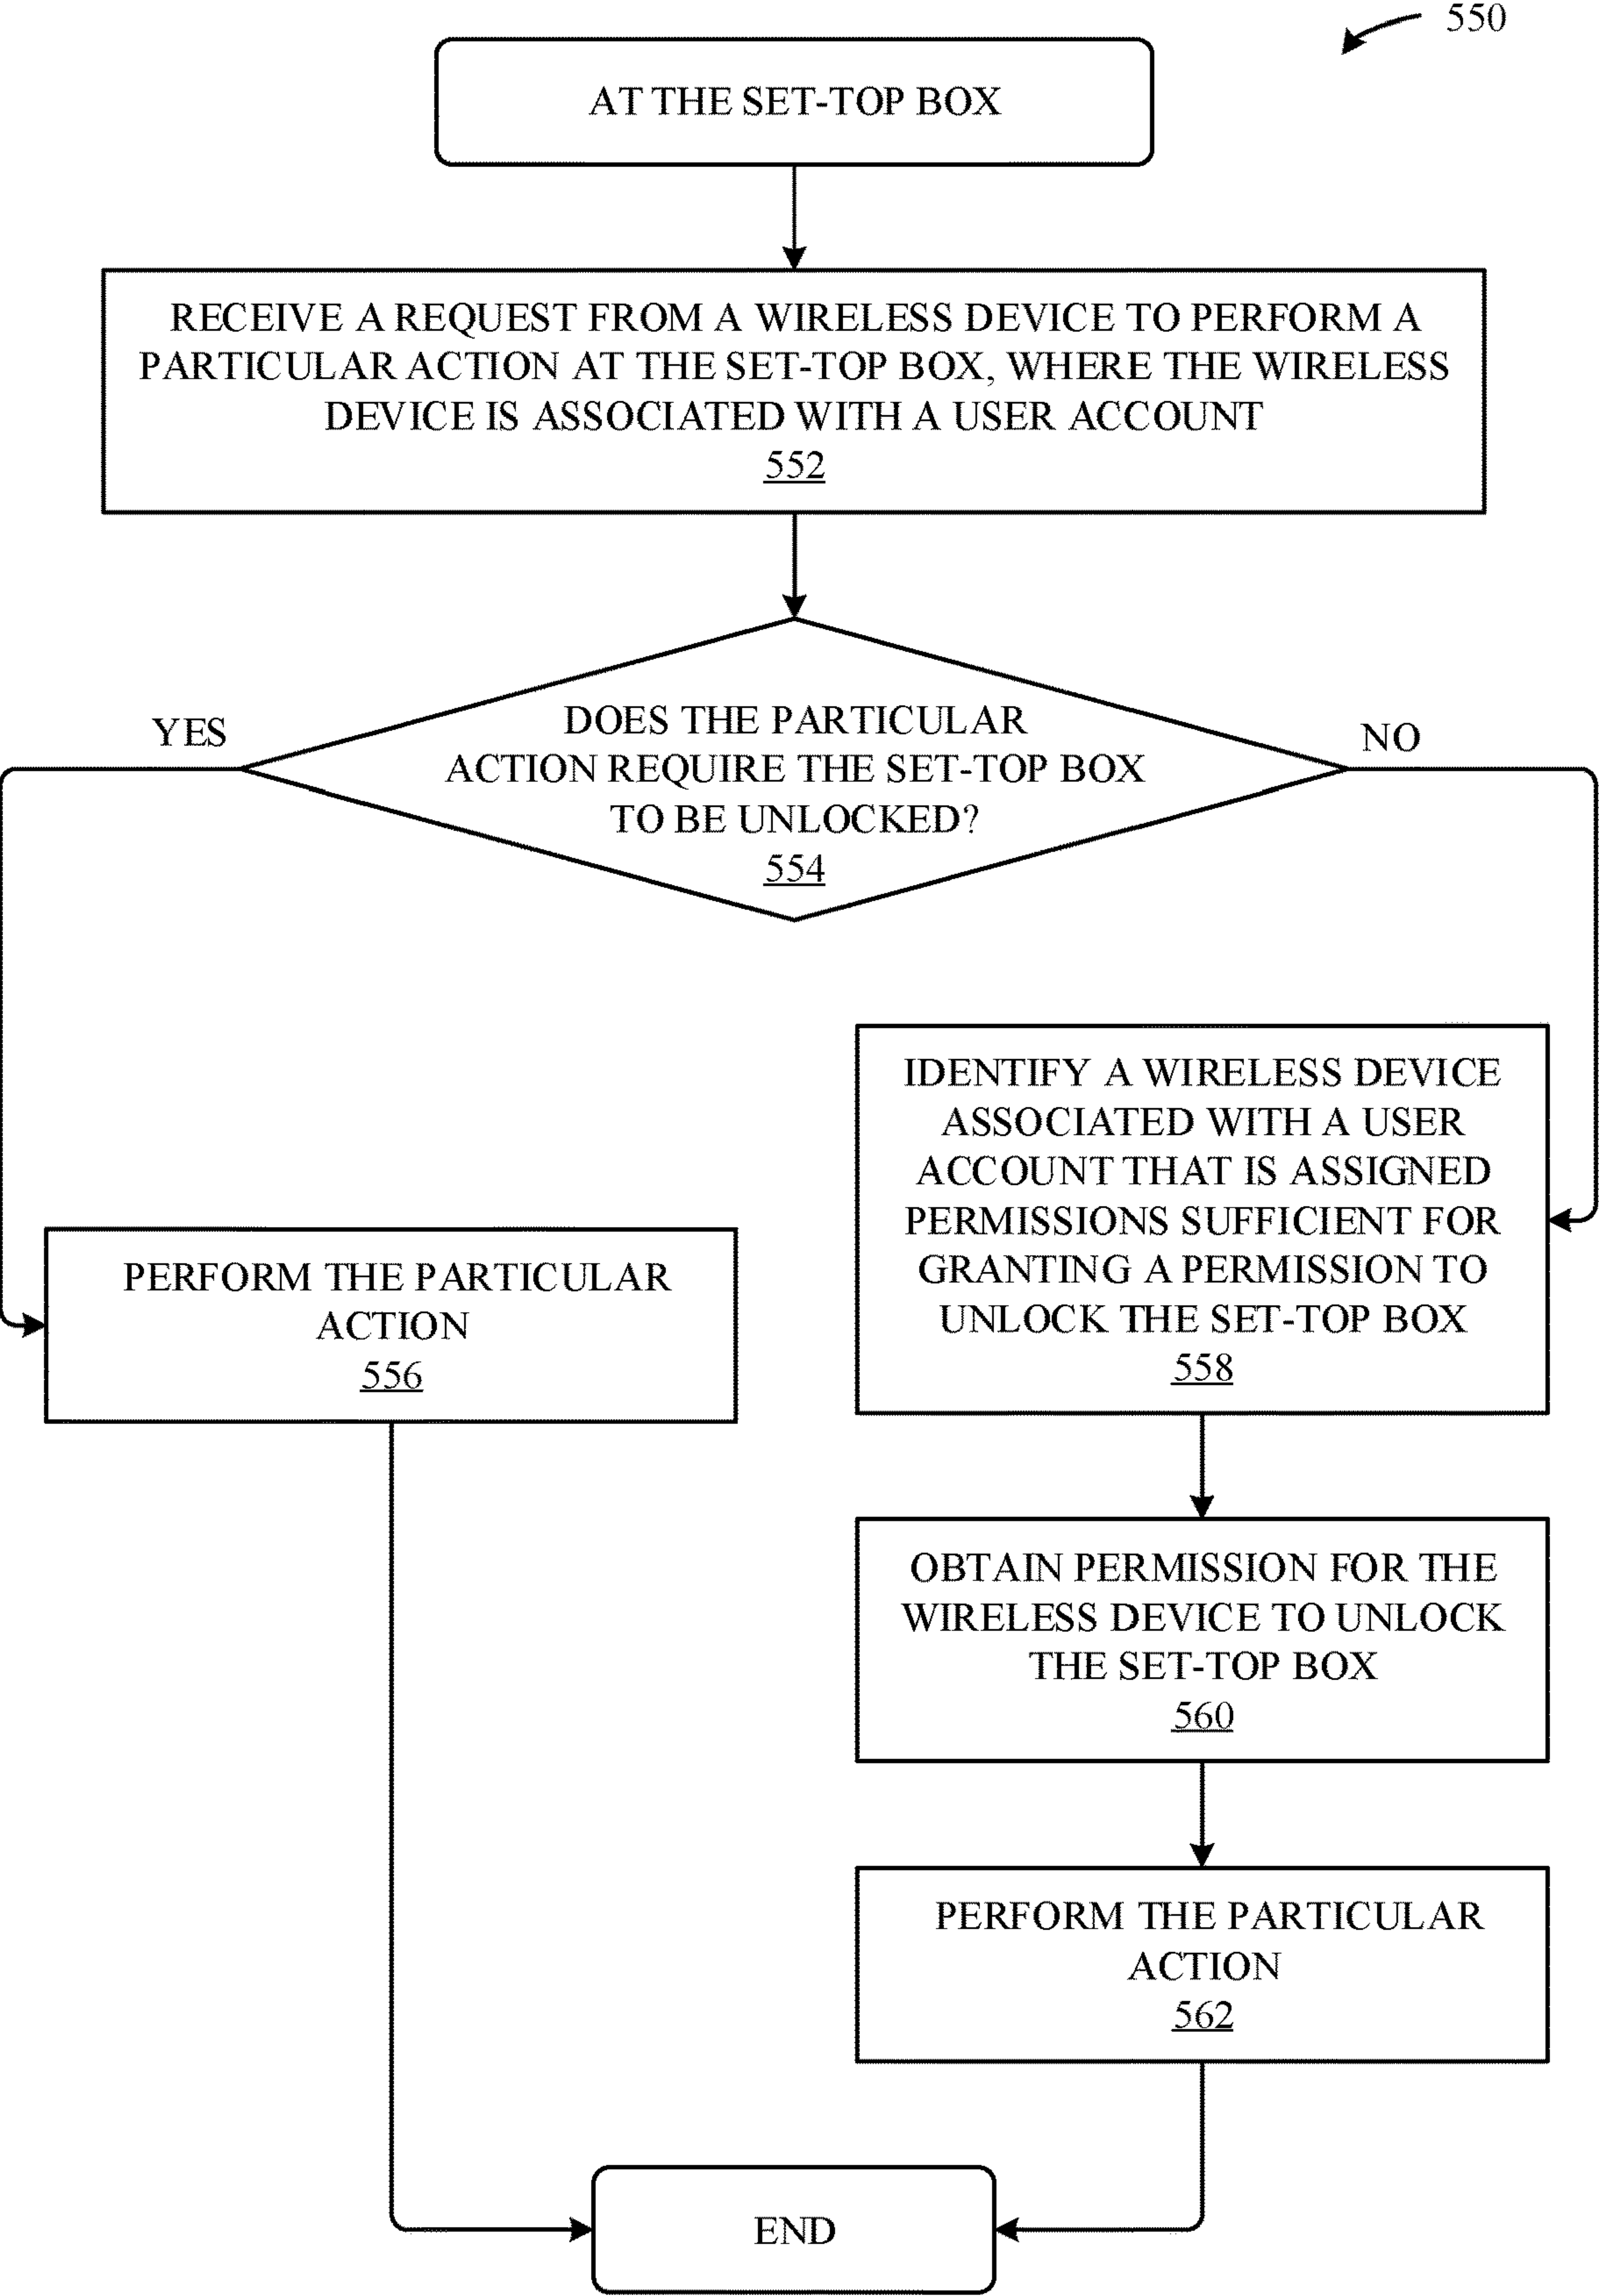 550
AT THE SET-TOP BOX
RECEIVE A REQUEST FROM A WIRELESS DEVICE TO PERFORM A
PARTICULAR ACTION AT THE SET-TOP BOX, WHERE THE WIRELESS
DEVICE IS ASSOCIATED WITH A USER ACCOUNT
552
DOES THE PARTICULAR
ACTION REQUIRE THE SET-TOP BOX
TO BE UNLOCKED?
554
YES
NO
PERFORM THE PARTICULAR
ACTION
556
IDENTIFY A WIRELESS DEVICE
ASSOCIATED WITH A USER
ACCOUNT THAT IS ASSIGNED
PERMISSIONS SUFFICIENT FOR
GRANTING A PERMISSION TO
UNLOCK THE SET-TOP BOX
558
OBTAIN PERMISSION FOR THE
WIRELESS DEVICE TO UNLOCK
THE SET-TOP BOX
560
PERFORM THE PARTICULAR
ACTION
562
END